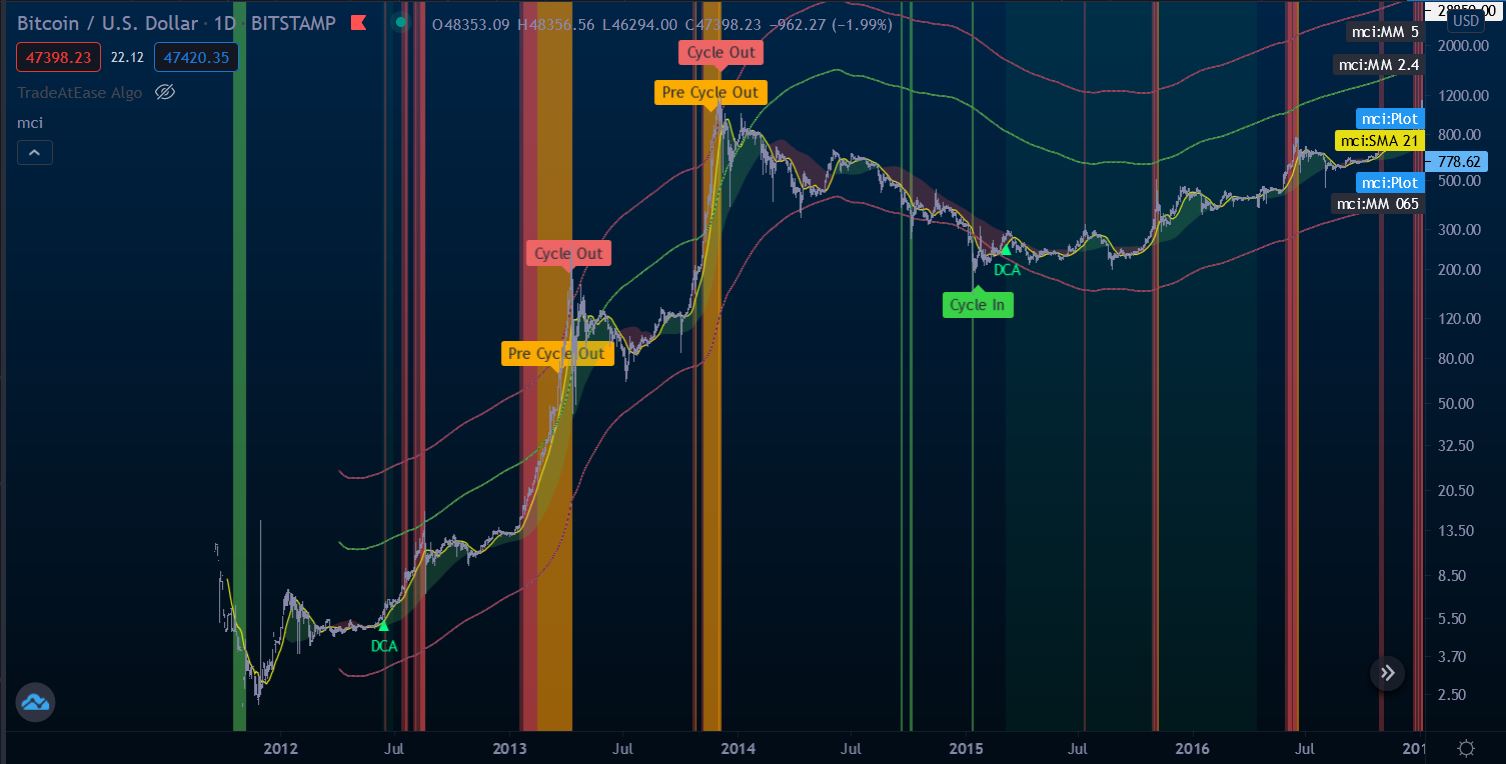 Bitcoin / U.S. Dollar · 1D · BITSTAMP
O48353.09 H48356.56 L46294.00 C47398.23 −962.27 (−1.99%)
47398.23 22.12 47420.35
TradeAtEase Algo
mci
Cycle Out
Pre Cycle Out
Cycle Out
Pre Cycle Out
DCA
Cycle In
DCA
mci:MM 5
mci:MM 2.4
mci:Plot
mci:SMA 21
mci:Plot
mci:MM 065
USD
2000.00
1200.00
800.00
778.62
500.00
300.00
200.00
120.00
80.00
50.00
32.50
20.50
13.50
8.50
5.50
3.70
2.50
2012 Jul 2013 Jul 2014 Jul 2015 Jul 2016 Jul